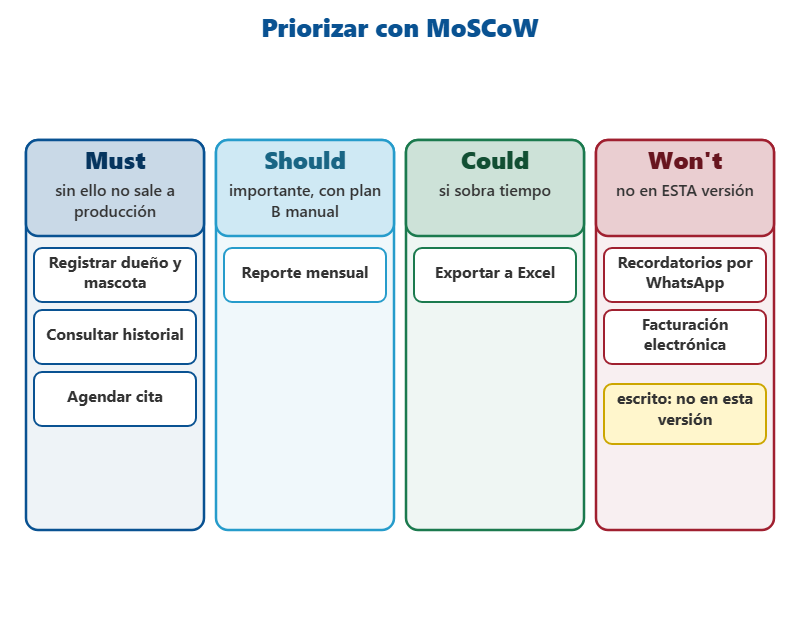 Priorizar con MoSCoW
Must
sin ello no sale a
producción
Registrar dueño y
mascota
Consultar historial
Agendar cita
Should
importante, con plan
B manual
Reporte mensual
Could
si sobra tiempo
Exportar a Excel
Won't
no en ESTA versión
Recordatorios por
WhatsApp
Facturación
electrónica
escrito: no en esta
versión